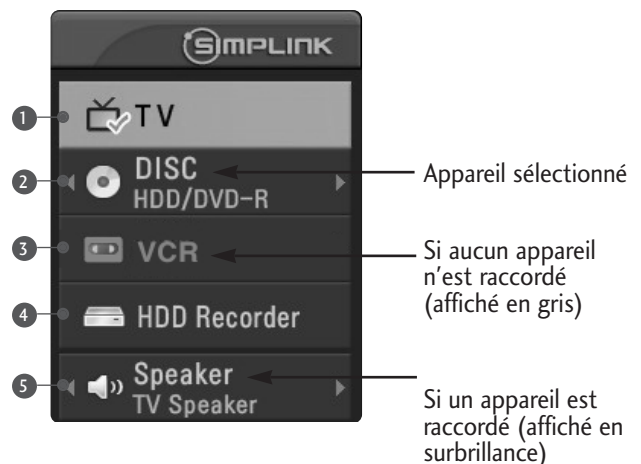 SIMPLINK
1 TV
2 DISC
HDD/DVD-R
Appareil sélectionné
3 VCR
Si aucun appareil
n'est raccordé
(affiché en gris)
4 HDD Recorder
5 Speaker
TV Speaker
Si un appareil est
raccordé (affiché en
surbrillance)